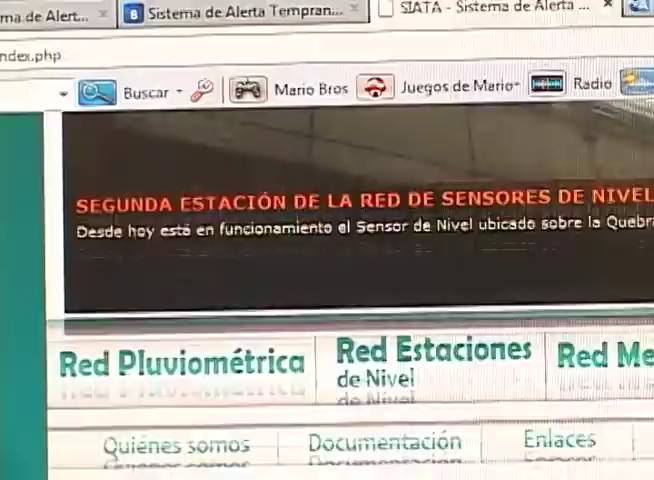 ma de Alert...
Sistema de Alerta Tempran...
SIATA - Sistema de Alerta ...
ndex.php
Buscar
Mario Bros
Juegos de Mario
Radio
SEGUNDA ESTACIÓN DE LA RED DE SENSORES DE NIVEL
Desde hoy está en funcionamiento el Sensor de Nivel ubicado sobre la Quebr
Red Pluviométrica
Red Estaciones
de Nivel
Red Me
Quiénes somos
Documentación
Enlaces